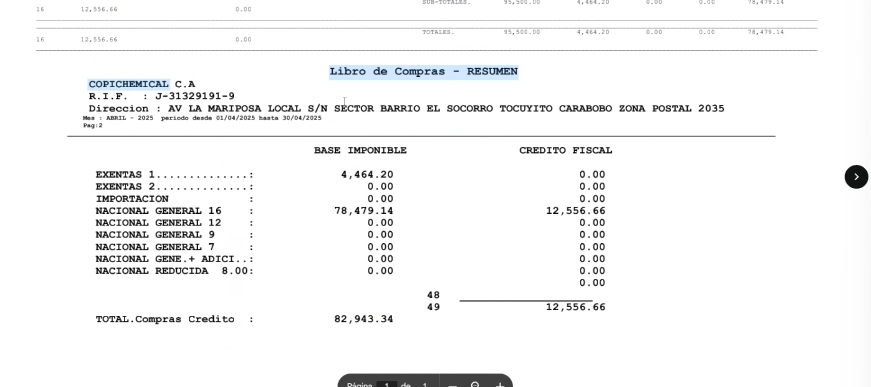 SUB-TOTALES. 95,500.00 4,464.20 0.00 0.00 78,479.14
16 12,556.66 0.00
TOTALES. 95,500.00 4,464.20 0.00 0.00 78,479.14
16 12,556.66 0.00
Libro de Compras - RESUMEN
COPICHEMICAL C.A
R.I.F. : J-31329191-9
Direccion : AV LA MARIPOSA LOCAL S/N SECTOR BARRIO EL SOCORRO TOCUYITO CARABOBO ZONA POSTAL 2035
Mes : ABRIL - 2025 periodo desde 01/04/2025 hasta 30/04/2025
Pag:2
BASE IMPONIBLE CREDITO FISCAL
EXENTAS 1..............: 4,464.20 0.00
EXENTAS 2..............: 0.00 0.00
IMPORTACION : 0.00 0.00
NACIONAL GENERAL 16 : 78,479.14 12,556.66
NACIONAL GENERAL 12 : 0.00 0.00
NACIONAL GENERAL 9 : 0.00 0.00
NACIONAL GENERAL 7 : 0.00 0.00
NACIONAL GENE.+ ADICI..: 0.00 0.00
NACIONAL REDUCIDA 8.00: 0.00 0.00
0.00
48
49 12,556.66
TOTAL.Compras Credito : 82,943.34
Página 1 de 1